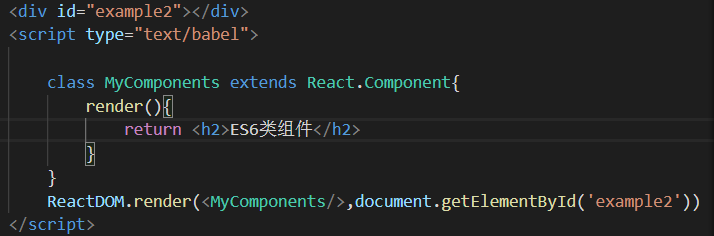 <div id="example2"></div>
<script type="text/babel">
class MyComponents extends React.Component{
render(){
return <h2>ES6类组件</h2>
}
}
ReactDOM.render(<MyComponents/>,document.getElementById('example2'))
</script>